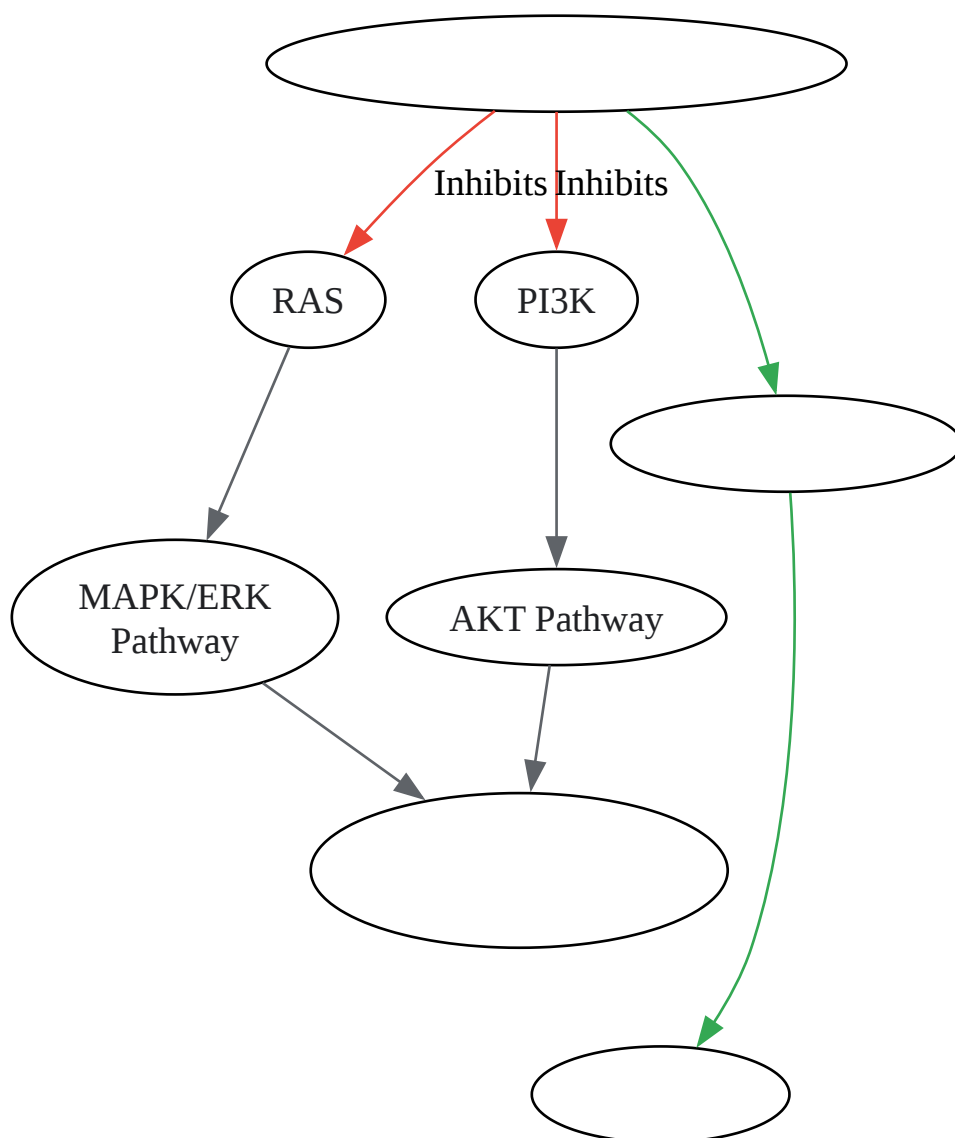 Inhibits Inhibits
RAS
PI3K
MAPK/ERK
Pathway
AKT Pathway